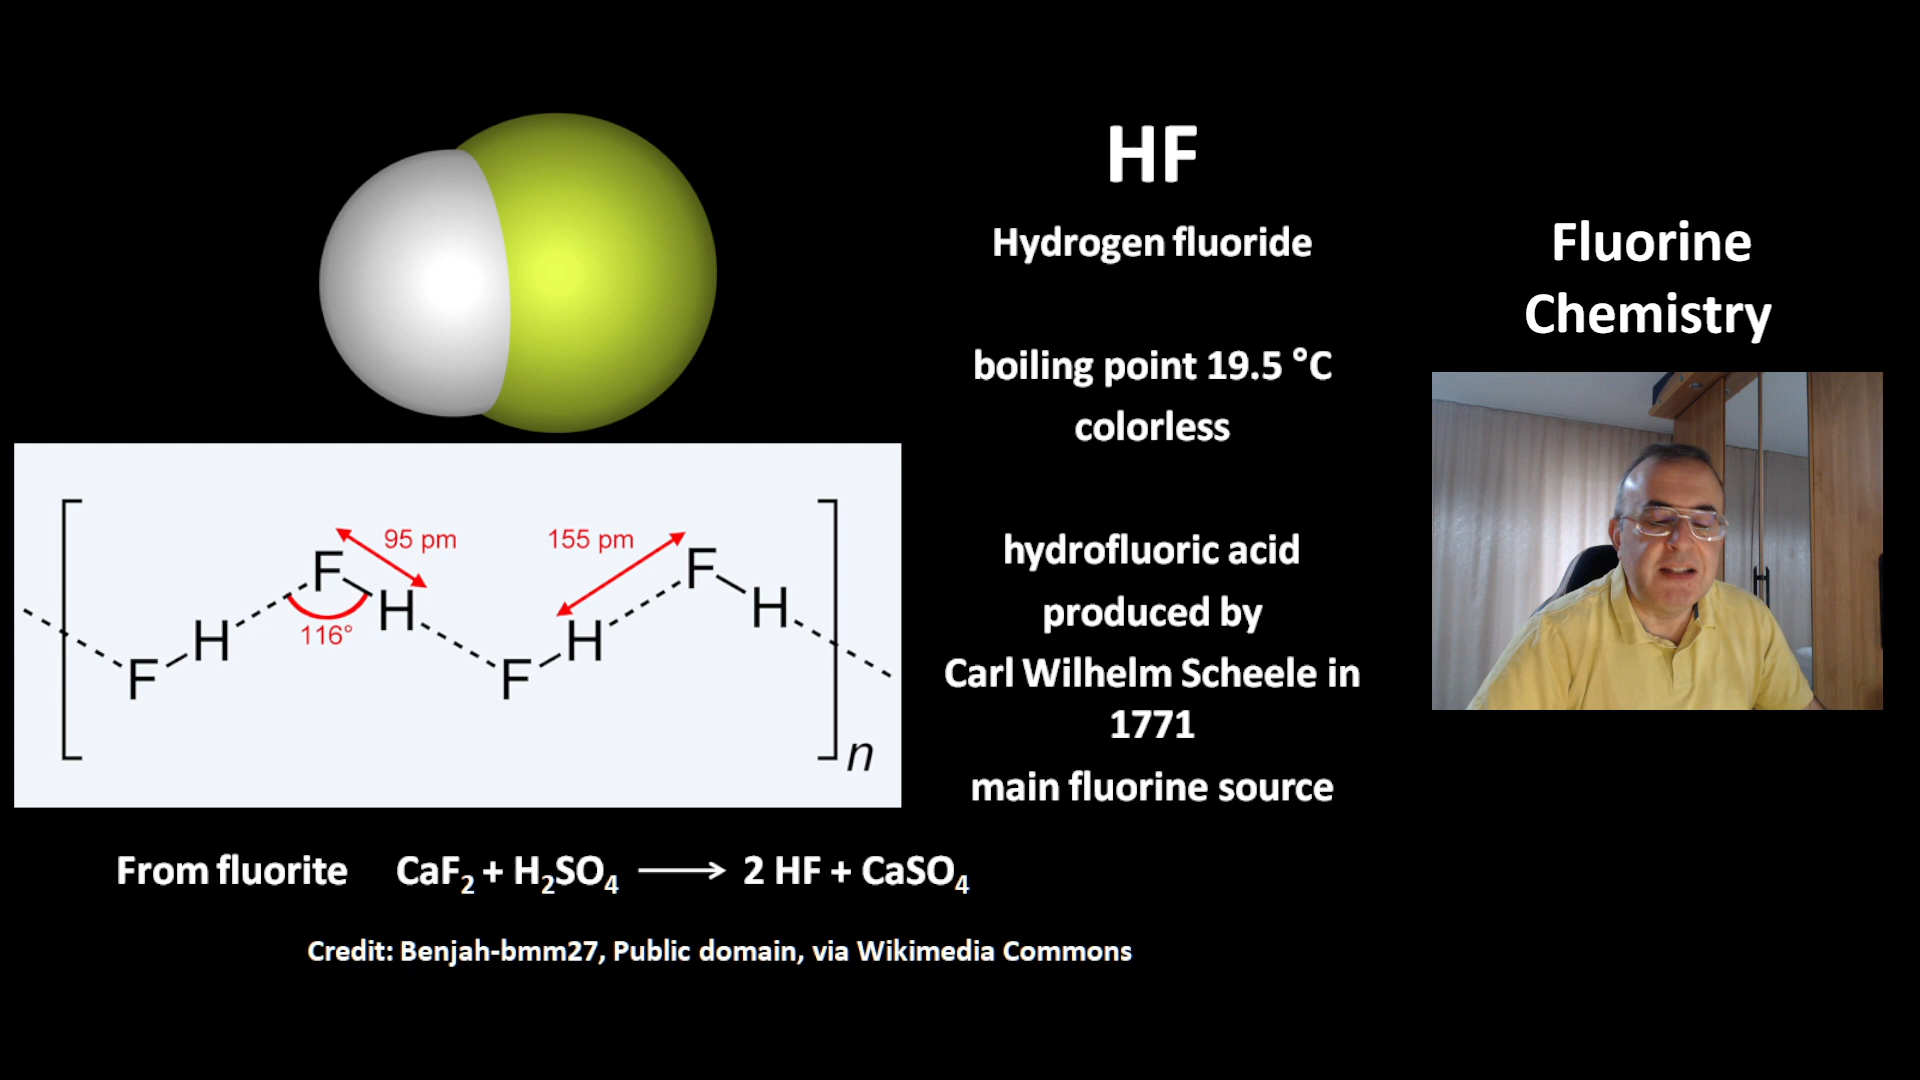 HF
Hydrogen fluoride
boiling point 19.5 °C
colorless
hydrofluoric acid
produced by
Carl Wilhelm Scheele in
1771
main fluorine source
Fluorine
Chemistry
95 pm
155 pm
F
F
H
H
116°
H
H
F
F
n
From fluorite CaF₂ + H₂SO₄ ⟶ 2 HF + CaSO₄
Credit: Benjah-bmm27, Public domain, via Wikimedia Commons